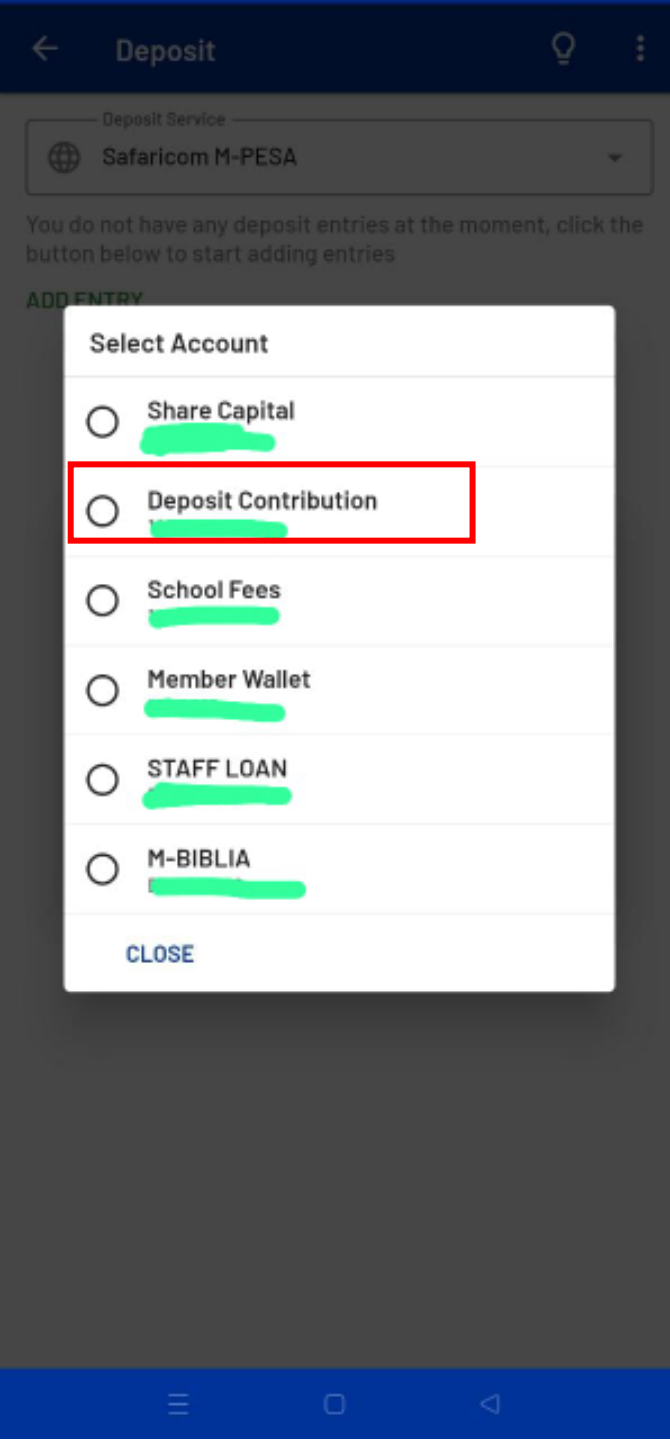 Deposit
Deposit Service
Safaricom M-PESA
You do not have any deposit entries at the moment, click the
button below to start adding entries
ADD ENTRY
Select Account
Share Capital
Deposit Contribution
School Fees
Member Wallet
STAFF LOAN
M-BIBLIA
CLOSE